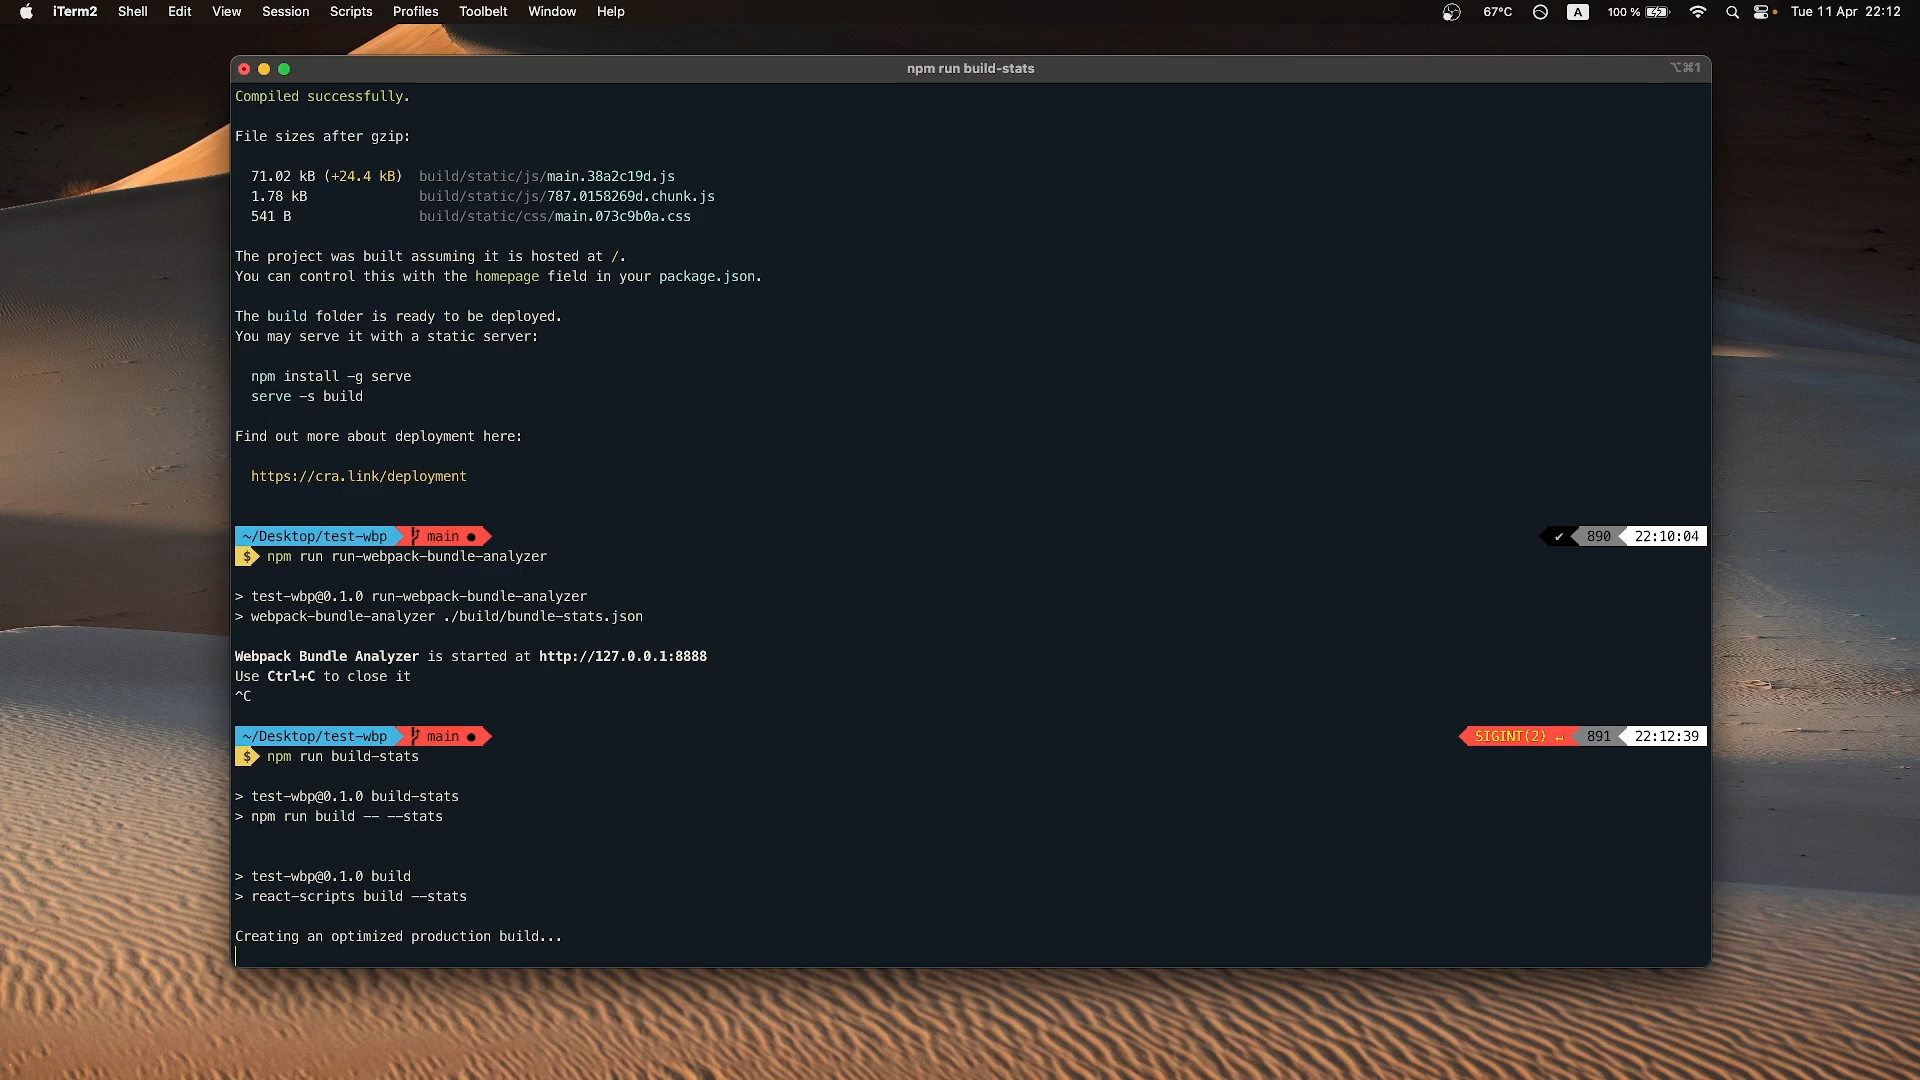 iTerm2 Shell Edit View Session Scripts Profiles Toolbelt Window Help 67°C A 100 % Tue 11 Apr 22:12
npm run build-stats ⌥⌘1
Compiled successfully.
File sizes after gzip:
71.02 kB (+24.4 kB) build/static/js/main.38a2c19d.js
1.78 kB build/static/js/787.0158269d.chunk.js
541 B build/static/css/main.073c9b0a.css
The project was built assuming it is hosted at /.
You can control this with the homepage field in your package.json.
The build folder is ready to be deployed.
You may serve it with a static server:
npm install -g serve
serve -s build
Find out more about deployment here:
https://cra.link/deployment
~/Desktop/test-wbp main ● ✔ 890 22:10:04
$ npm run run-webpack-bundle-analyzer
> test-wbp@0.1.0 run-webpack-bundle-analyzer
> webpack-bundle-analyzer ./build/bundle-stats.json
Webpack Bundle Analyzer is started at http://127.0.0.1:8888
Use Ctrl+C to close it
^C
~/Desktop/test-wbp main ● SIGINT(2) ↵ 891 22:12:39
$ npm run build-stats
> test-wbp@0.1.0 build-stats
> npm run build -- --stats
> test-wbp@0.1.0 build
> react-scripts build --stats
Creating an optimized production build...